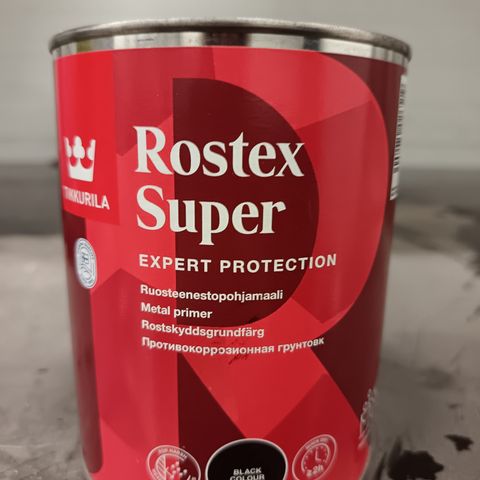 Rostex
Super
TIKKURILA
EXPERT PROTECTION
Ruosteenestopohjamaali
Metal primer
Rostskyddsgrundfärg
Противокоррозионная грунтовк
BLACK
COLOUR